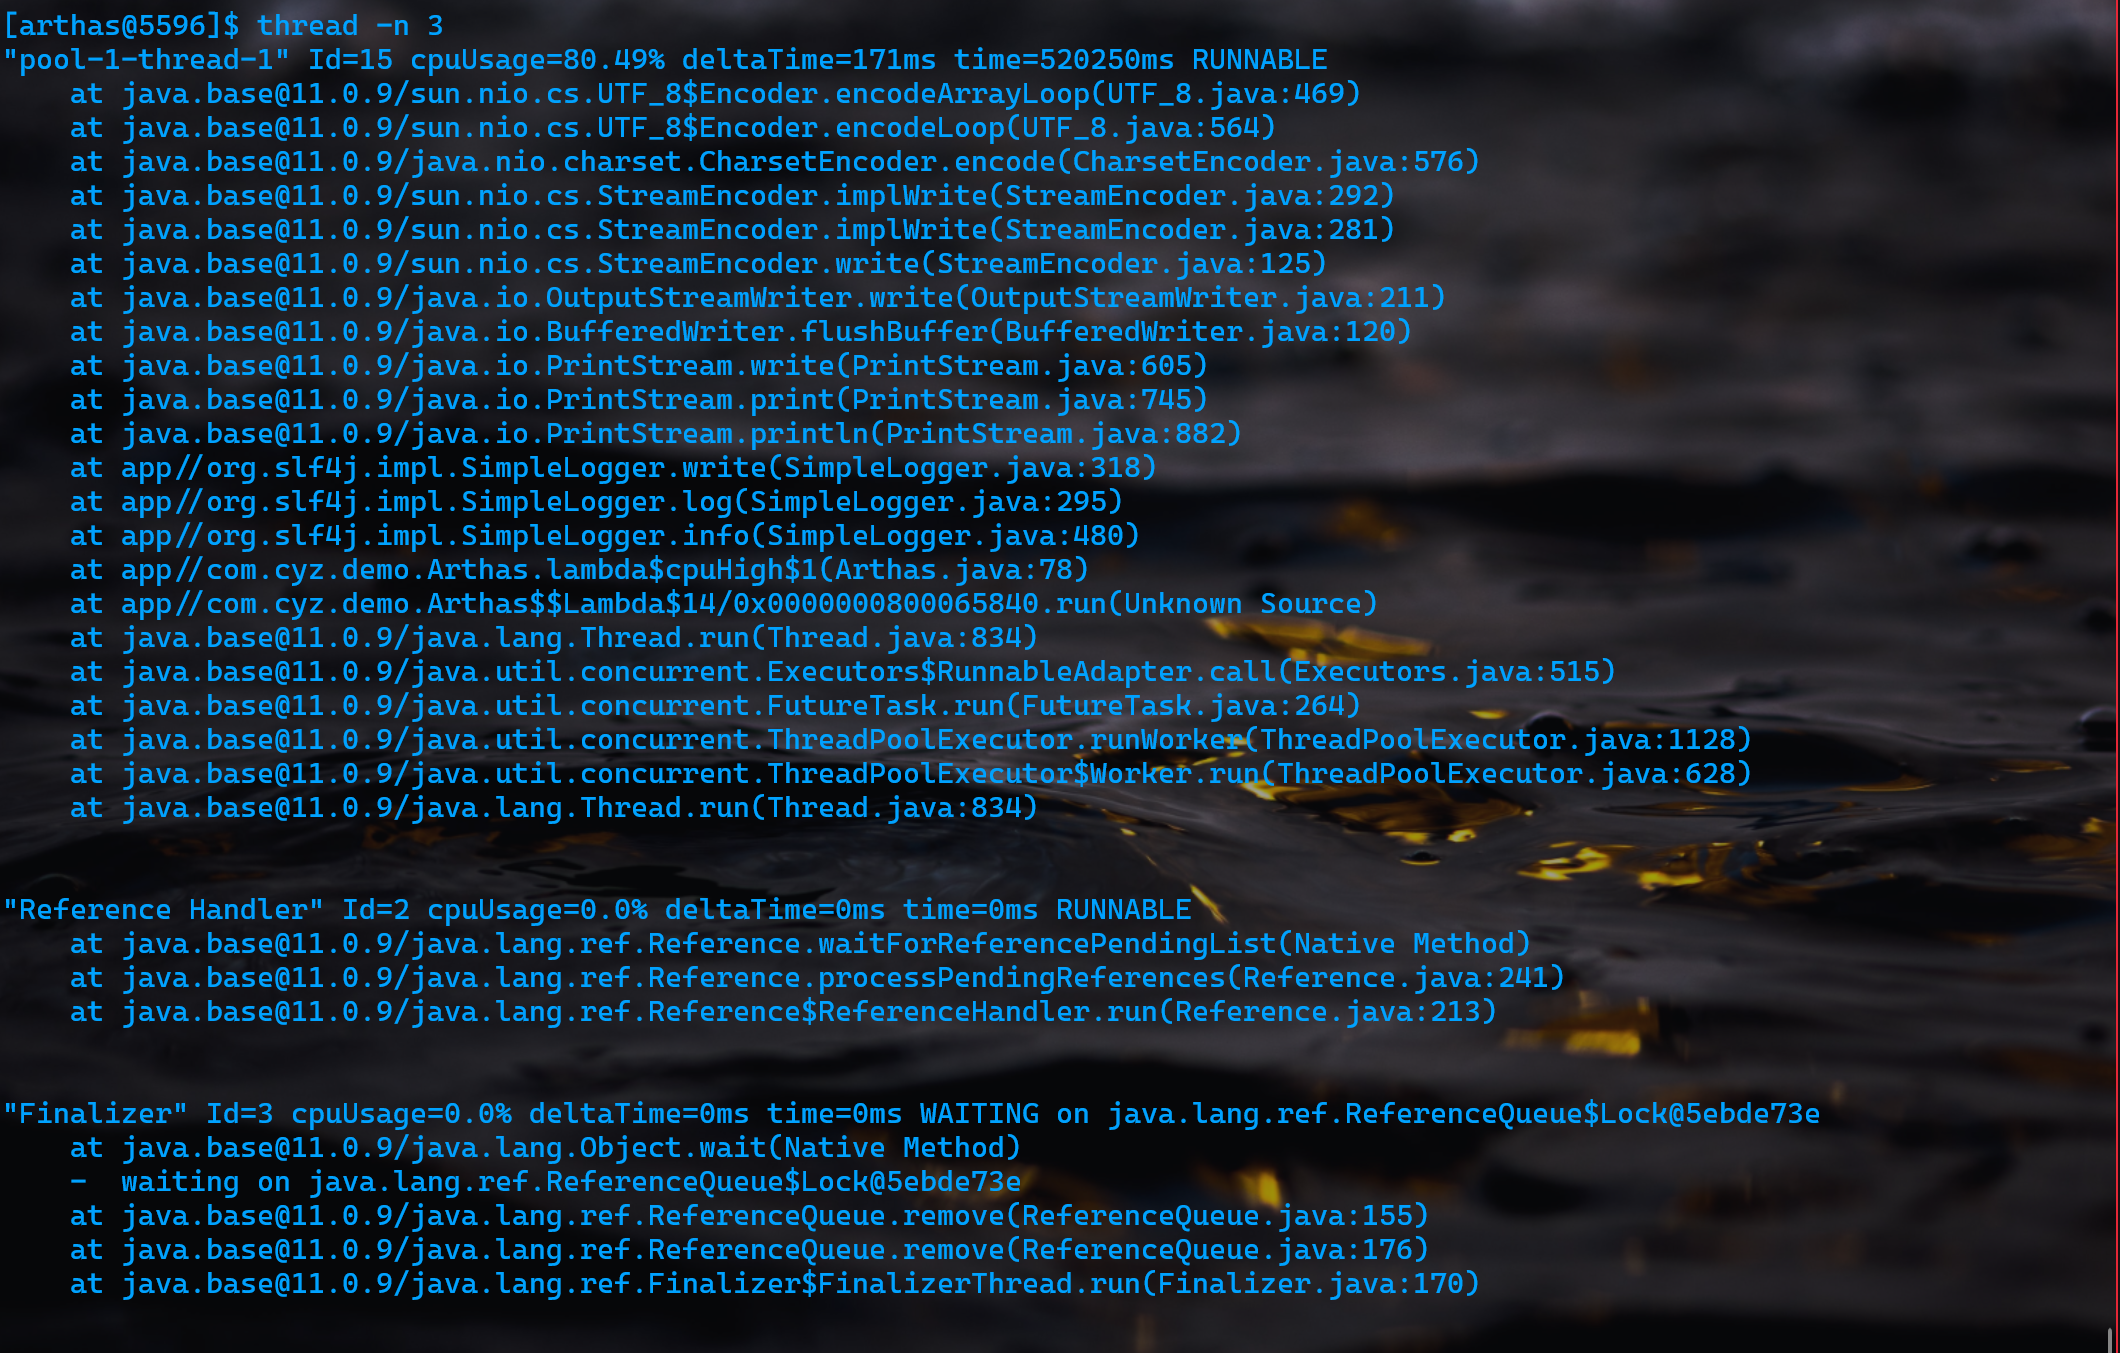 [arthas@5596]$ thread -n 3
"pool-1-thread-1" Id=15 cpuUsage=80.49% deltaTime=171ms time=520250ms RUNNABLE
    at java.base@11.0.9/sun.nio.cs.UTF_8$Encoder.encodeArrayLoop(UTF_8.java:469)
    at java.base@11.0.9/sun.nio.cs.UTF_8$Encoder.encodeLoop(UTF_8.java:564)
    at java.base@11.0.9/java.nio.charset.CharsetEncoder.encode(CharsetEncoder.java:576)
    at java.base@11.0.9/sun.nio.cs.StreamEncoder.implWrite(StreamEncoder.java:292)
    at java.base@11.0.9/sun.nio.cs.StreamEncoder.implWrite(StreamEncoder.java:281)
    at java.base@11.0.9/sun.nio.cs.StreamEncoder.write(StreamEncoder.java:125)
    at java.base@11.0.9/java.io.OutputStreamWriter.write(OutputStreamWriter.java:211)
    at java.base@11.0.9/java.io.BufferedWriter.flushBuffer(BufferedWriter.java:120)
    at java.base@11.0.9/java.io.PrintStream.write(PrintStream.java:605)
    at java.base@11.0.9/java.io.PrintStream.print(PrintStream.java:745)
    at java.base@11.0.9/java.io.PrintStream.println(PrintStream.java:882)
    at app//org.slf4j.impl.SimpleLogger.write(SimpleLogger.java:318)
    at app//org.slf4j.impl.SimpleLogger.log(SimpleLogger.java:295)
    at app//org.slf4j.impl.SimpleLogger.info(SimpleLogger.java:480)
    at app//com.cyz.demo.Arthas.lambda$cpuHigh$1(Arthas.java:78)
    at app//com.cyz.demo.Arthas$$Lambda$14/0x0000000800065840.run(Unknown Source)
    at java.base@11.0.9/java.lang.Thread.run(Thread.java:834)
    at java.base@11.0.9/java.util.concurrent.Executors$RunnableAdapter.call(Executors.java:515)
    at java.base@11.0.9/java.util.concurrent.FutureTask.run(FutureTask.java:264)
    at java.base@11.0.9/java.util.concurrent.ThreadPoolExecutor.runWorker(ThreadPoolExecutor.java:1128)
    at java.base@11.0.9/java.util.concurrent.ThreadPoolExecutor$Worker.run(ThreadPoolExecutor.java:628)
    at java.base@11.0.9/java.lang.Thread.run(Thread.java:834)
"Reference Handler" Id=2 cpuUsage=0.0% deltaTime=0ms time=0ms RUNNABLE
    at java.base@11.0.9/java.lang.ref.Reference.waitForReferencePendingList(Native Method)
    at java.base@11.0.9/java.lang.ref.Reference.processPendingReferences(Reference.java:241)
    at java.base@11.0.9/java.lang.ref.Reference$ReferenceHandler.run(Reference.java:213)
"Finalizer" Id=3 cpuUsage=0.0% deltaTime=0ms time=0ms WAITING on java.lang.ref.ReferenceQueue$Lock@5ebde73e
    at java.base@11.0.9/java.lang.Object.wait(Native Method)
    -  waiting on java.lang.ref.ReferenceQueue$Lock@5ebde73e
    at java.base@11.0.9/java.lang.ref.ReferenceQueue.remove(ReferenceQueue.java:155)
    at java.base@11.0.9/java.lang.ref.ReferenceQueue.remove(ReferenceQueue.java:176)
    at java.base@11.0.9/java.lang.ref.Finalizer$FinalizerThread.run(Finalizer.java:170)